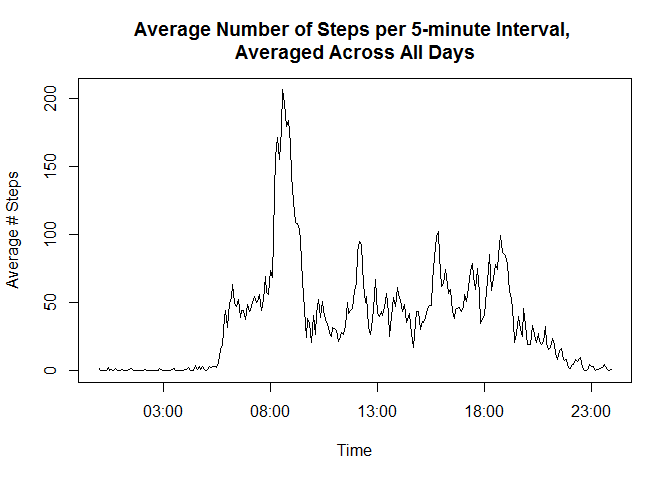 Average Number of Steps per 5-minute Interval,
Averaged Across All Days
Average # Steps
200
150
100
50
0
03:00 08:00 13:00 18:00 23:00
Time